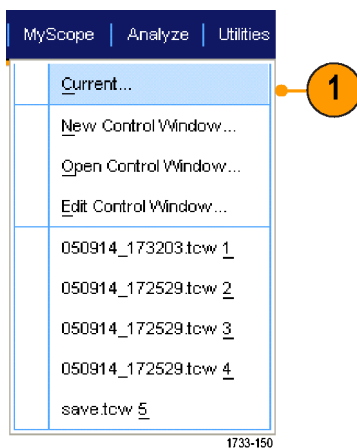 MyScope | Analyze | Utilities
Current...
1
New Control Window...
Open Control Window...
Edit Control Window...
050914_173203.tcw 1
050914_172529.tcw 2
050914_172529.tcw 3
050914_172529.tcw 4
save.tcw 5
1733-150